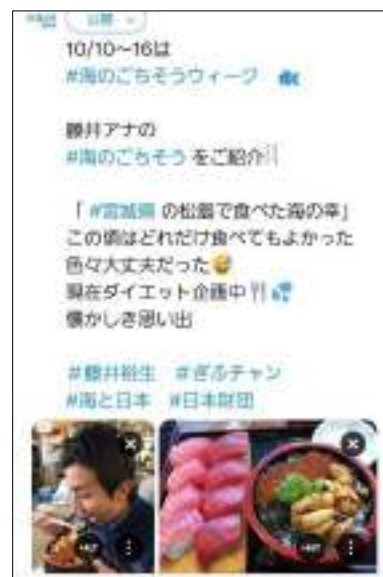 公開
10/10〜16は
#海のごちそうウィーク
藤井アナの
#海のごちそう をご紹介
「 #宮城県 の松島で食べた海の幸」
この頃はどれだけ食べてもよかった
色々大丈夫だった
現在ダイエット企画中
懐かしき思い出
#藤井裕生 #ぎふチャン
#海と日本 #日本財団
+ALT
+ALT